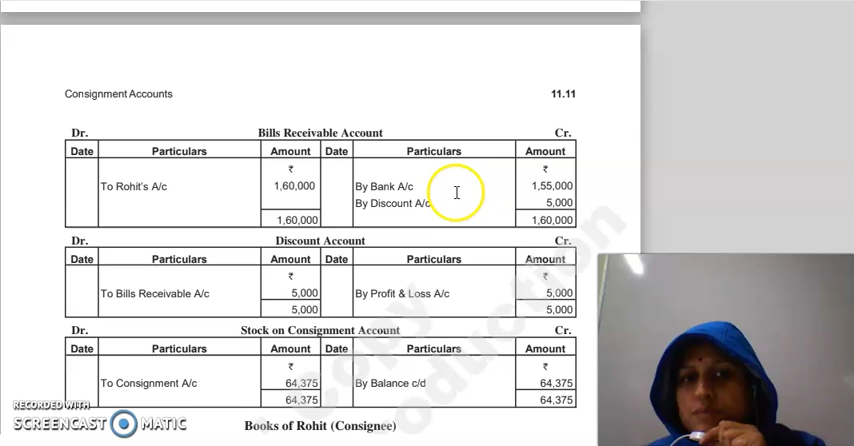 Consignment Accounts 11.11
Dr. Bills Receivable Account Cr.
Date Particulars Amount Date Particulars Amount
₹ ₹
To Rohit's A/c 1,60,000 By Bank A/c 1,55,000
By Discount A/c 5,000
1,60,000 1,60,000
Dr. Discount Account Cr.
Date Particulars Amount Date Particulars Amount
₹ ₹
To Bills Receivable A/c 5,000 By Profit & Loss A/c 5,000
5,000 5,000
Dr. Stock on Consignment Account Cr.
Date Particulars Amount Date Particulars Amount
₹ ₹
To Consignment A/c 64,375 By Balance c/d 64,375
64,375 64,375
Books of Rohit (Consignee)
Copy
RECORDED WITH
SCREENCAST MATIC